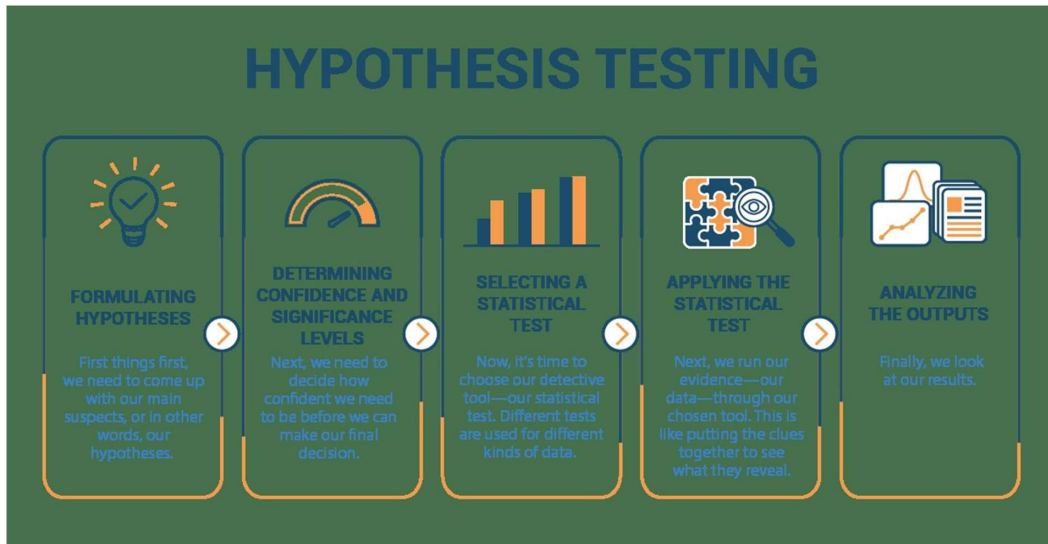 HYPOTHESIS TESTING
FORMULATING
HYPOTHESES
First things first,
we need to come up
with our main
suspects, or in other
words, our
hypotheses.
DETERMINING
CONFIDENCE AND
SIGNIFICANCE
LEVELS
Next, we need to
decide how
confident we need
to be before we can
make our final
decision.
SELECTING A
STATISTICAL
TEST
Now, it's time to
choose our detective
tool—our statistical
test. Different tests
are used for different
kinds of data.
APPLYING THE
STATISTICAL
TEST
Next, we run our
evidence—our
data—through our
chosen tool. This is
like putting the clues
together to see
what they reveal.
ANALYZING
THE OUTPUTS
Finally, we look
at our results.